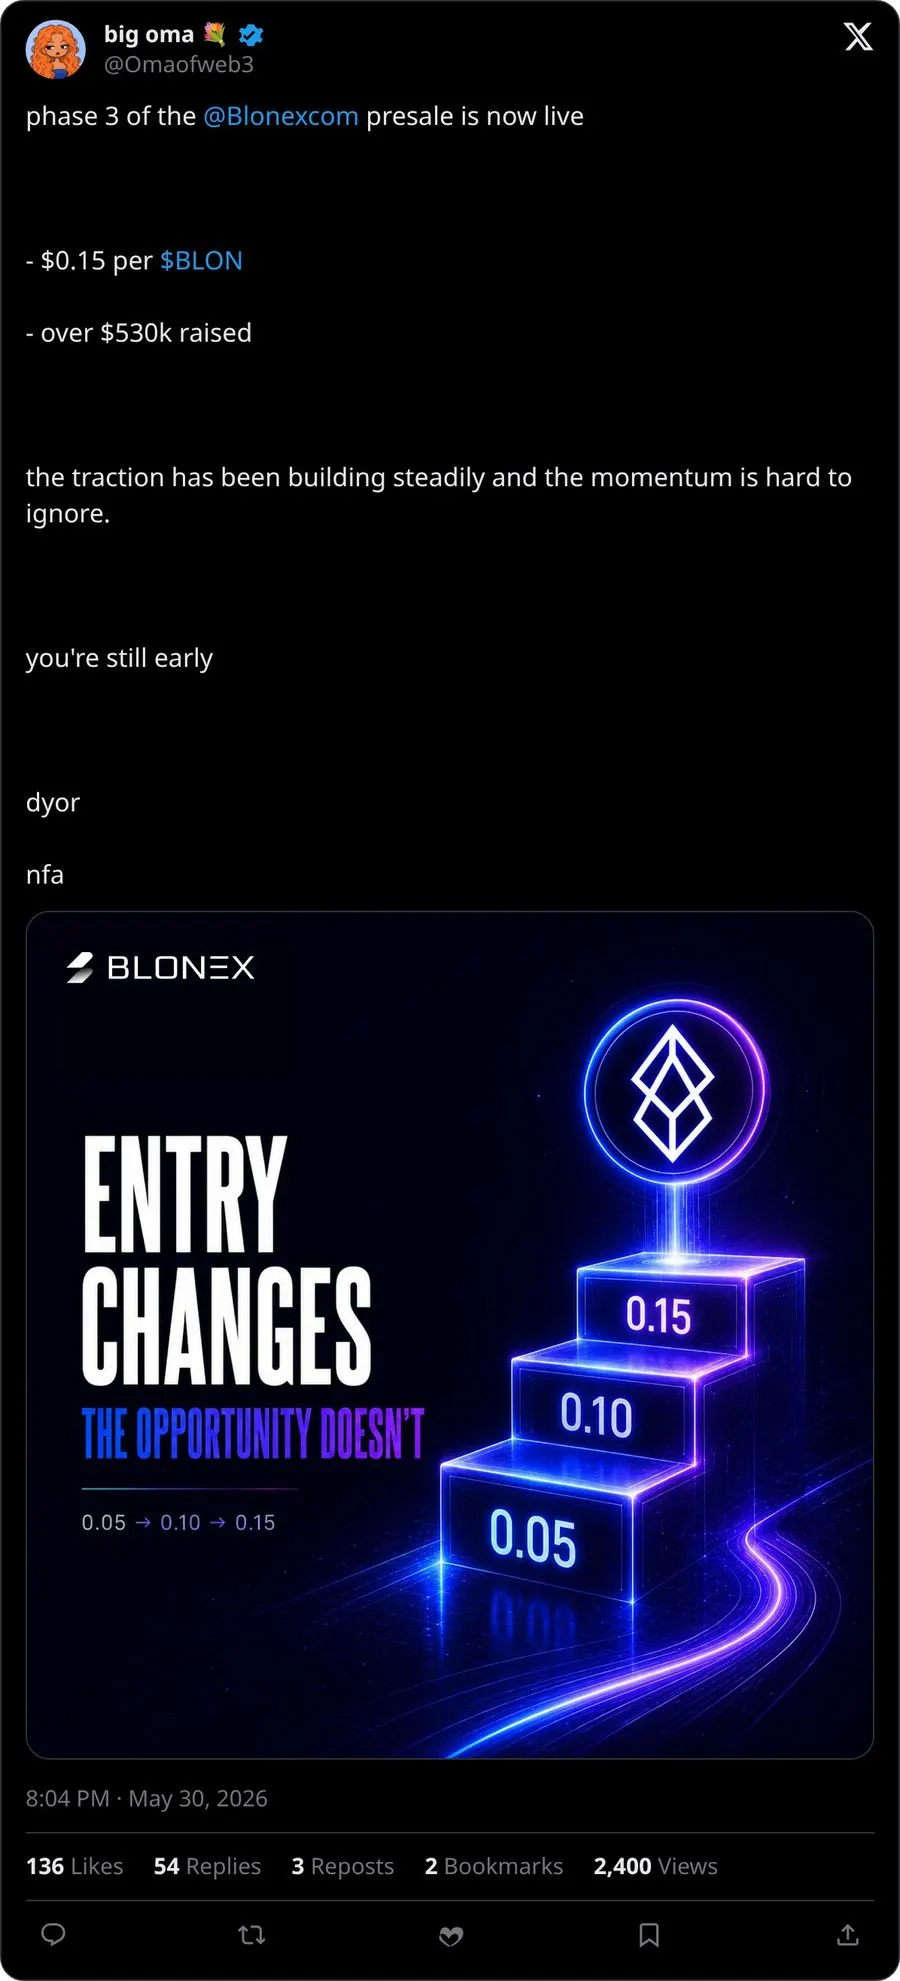 big oma 💐
@Omaofweb3
phase 3 of the @Blonexcom presale is now live
- $0.15 per $BLON
- over $530k raised
the traction has been building steadily and the momentum is hard to
ignore.
you're still early
dyor
nfa
BLONEX
ENTRY
CHANGES
THE OPPORTUNITY DOESN'T
0.05 → 0.10 → 0.15
0.15
0.10
0.05
8:04 PM · May 30, 2026
136 Likes 54 Replies 3 Reposts 2 Bookmarks 2,400 Views